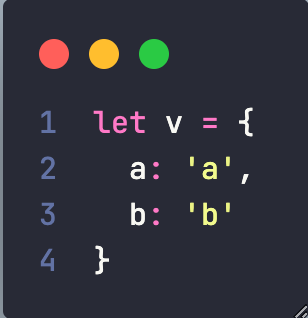 1 let v = {
2   a: 'a',
3   b: 'b'
4 }